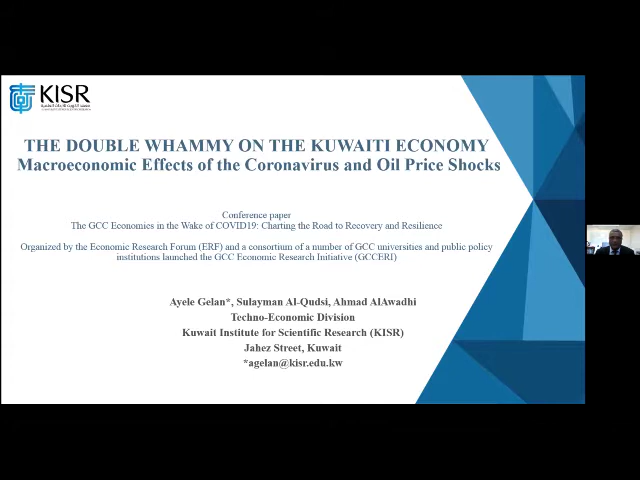 KISR
THE DOUBLE WHAMMY ON THE KUWAITI ECONOMY
Macroeconomic Effects of the Coronavirus and Oil Price Shocks
Conference paper
The GCC Economies in the Wake of COVID19: Charting the Road to Recovery and Resilience
Organized by the Economic Research Forum (ERF) and a consortium of a number of GCC universities and public policy
institutions launched the GCC Economic Research Initiative (GCCERI)
Ayele Gelan*, Sulayman Al-Qudsi, Ahmad AlAwadhi
Techno-Economic Division
Kuwait Institute for Scientific Research (KISR)
Jahez Street, Kuwait
*agelan@kisr.edu.kw